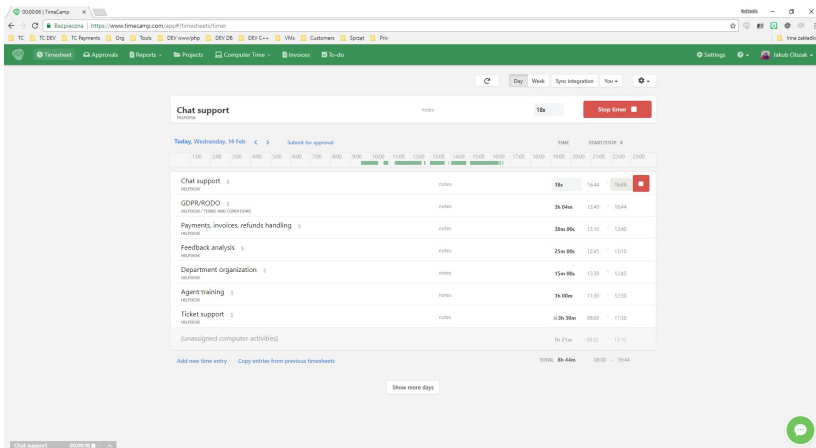 00:00:06 | TimeCamp
Bezpieczna | https://www.timecamp.com/app#/timesheets/timer
TC TC DEV TC Payments Org Tools DEV www/php DEV DB DEV C++ VMs Customers Sprzęt Priv Inne zakładki
Timesheet Approvals Reports Projects Computer Time Invoices To-do Settings Jakub Olszak
Day Week Sync integration You
Chat support notes 18s Stop timer
HELPDESK
Today, Wednesday, 14 Feb Submit for approval TIME START/STOP
1:00 2:00 3:00 4:00 5:00 6:00 7:00 8:00 9:00 10:00 11:00 12:00 13:00 14:00 15:00 16:00 17:00 18:00 19:00 20:00 21:00 22:00 23:00
Chat support $ notes 18s 16:44 - 16:44
HELPDESK
GDPR/RODO $ notes 3h 04m 13:40 - 16:44
HELPDESK / TERMS AND CONDITIONS
Payments, invoices, refunds handling $ notes 30m 00s 13:10 - 13:40
HELPDESK
Feedback analysis $ notes 25m 00s 12:45 - 13:10
HELPDESK
Department organization $ notes 15m 00s 12:30 - 12:45
HELPDESK
Agent training $ notes 1h 00m 11:30 - 12:30
HELPDESK
Ticket support $ notes 3h 30m 08:00 - 11:30
HELPDESK
(unassigned computer activities) 1h 21m 09:32 - 13:10
Add new time entry Copy entries from previous timesheets TOTAL 8h 44m 08:00 - 16:44
Show more days
Chat support 00:00:18